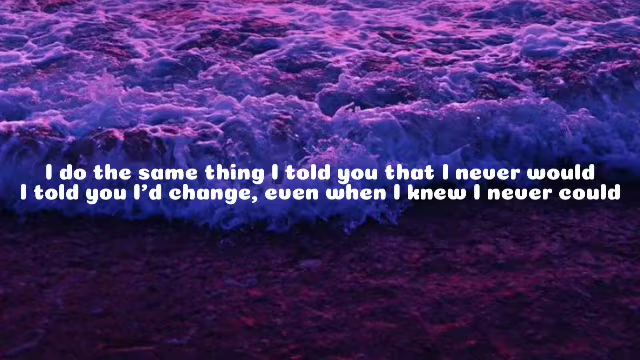 I do the same thing I told you that I never would
I told you I'd change, even when I knew I never could